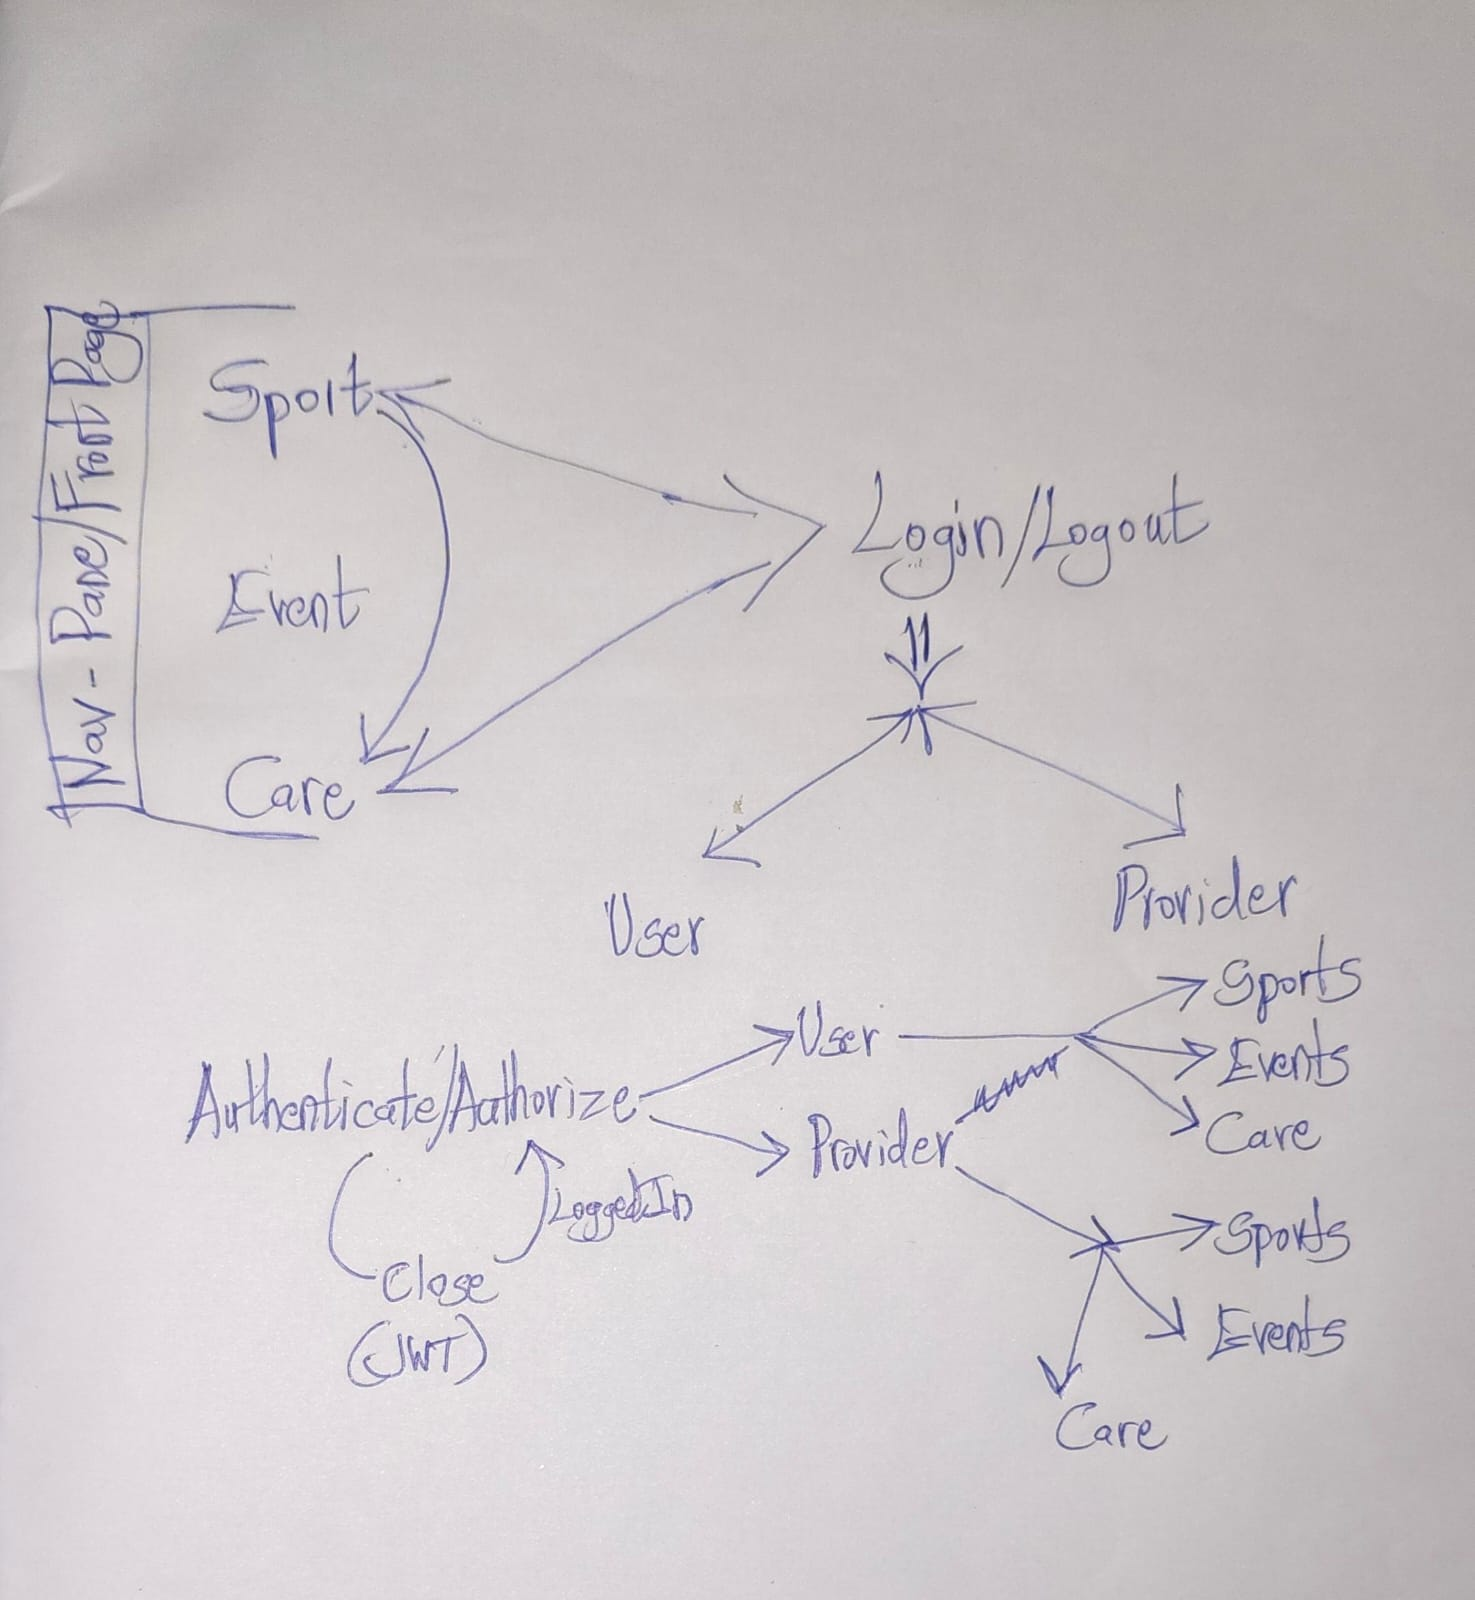 Nav-Pane/Front Page
Sport
Event
Care
Login/Logout
User
Provider
Authenticate/Authorize
LoggedIn
Close
(JWT)
User
Provider
Sports
Events
Care
Sports
Events
Care